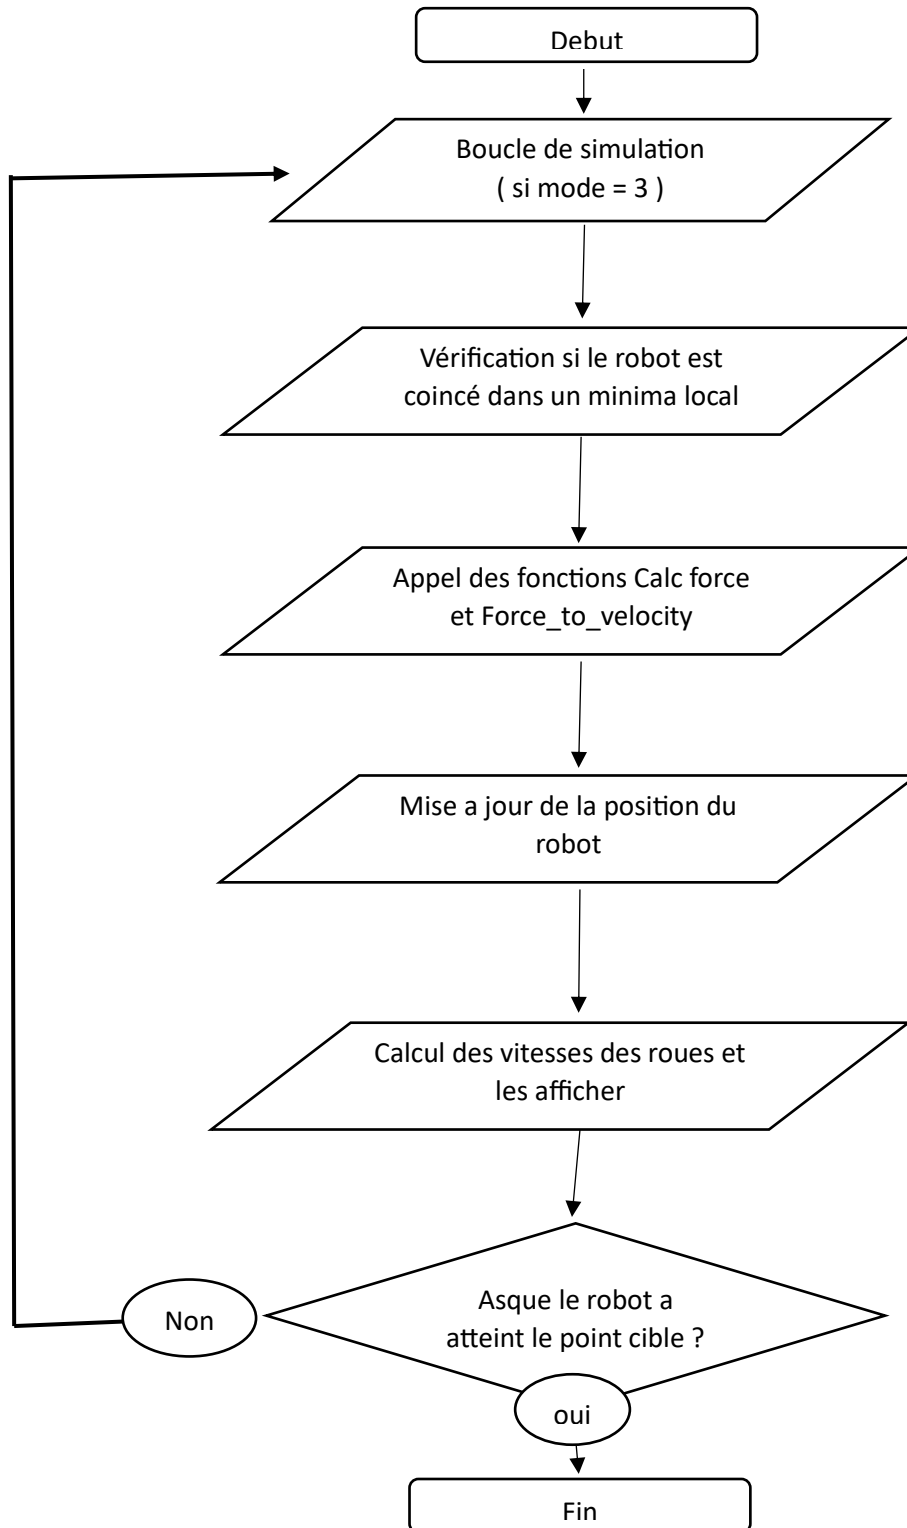 Debut
Boucle de simulation
( si mode = 3 )
Vérification si le robot est
coincé dans un minima local
Appel des fonctions Calc force
et Force_to_velocity
Mise a jour de la position du
robot
Calcul des vitesses des roues et
les afficher
Asque le robot a
atteint le point cible ?
Non
oui
Fin